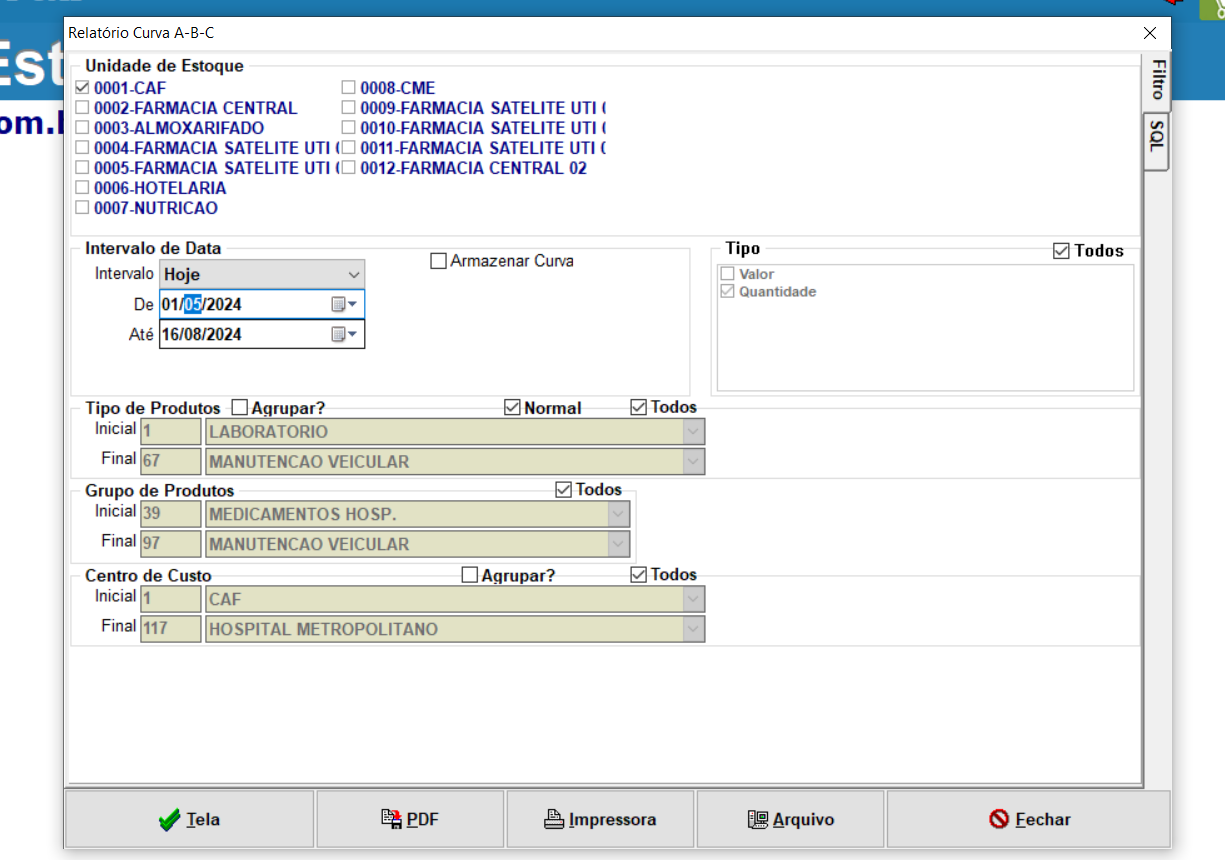 Est
om.b
Relatório Curva A-B-C
Filtro
SQL
Unidade de Estoque
0001-CAF
0002-FARMACIA CENTRAL
0003-ALMOXARIFADO
0004-FARMACIA SATELITE UTI
0005-FARMACIA SATELITE UTI
0006-HOTELARIA
0007-NUTRICAO
0008-CME
0009-FARMACIA SATELITE UTI
0010-FARMACIA SATELITE UTI
0011-FARMACIA SATELITE UTI
0012-FARMACIA CENTRAL 02
Intervalo de Data
Intervalo Hoje
De 01/05/2024
Até 16/08/2024
Armazenar Curva
Tipo Todos
Valor
Quantidade
Tipo de Produtos Agrupar? Normal Todos
Inicial 1 LABORATORIO
Final 67 MANUTENCAO VEICULAR
Grupo de Produtos Todos
Inicial 39 MEDICAMENTOS HOSP.
Final 97 MANUTENCAO VEICULAR
Centro de Custo Agrupar? Todos
Inicial 1 CAF
Final 117 HOSPITAL METROPOLITANO
Tela PDF Impressora Arquivo Fechar